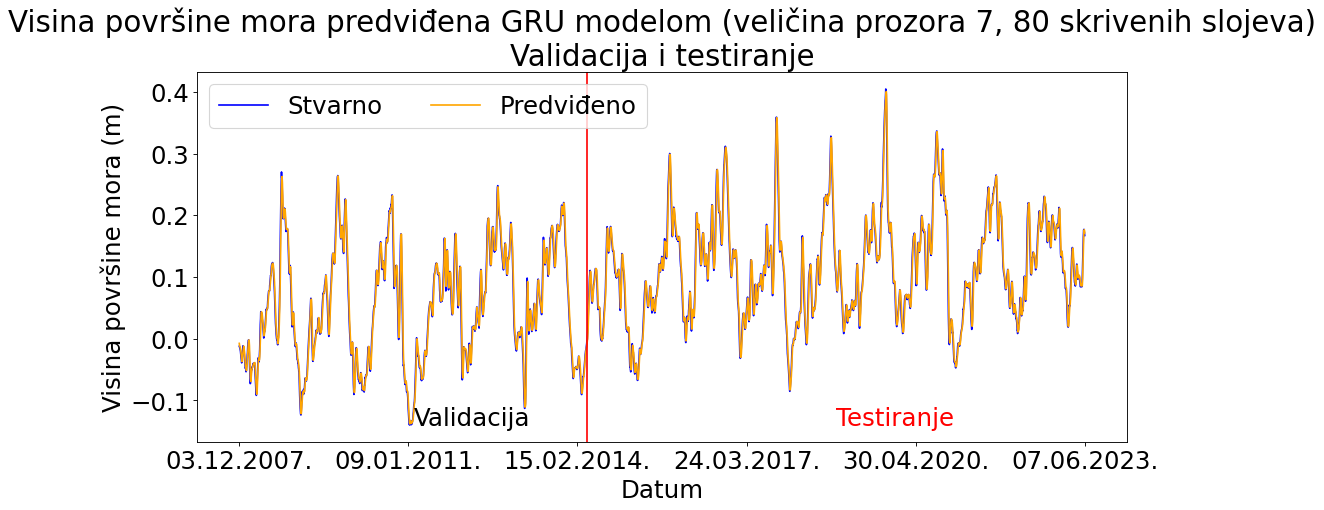 Visina površine mora predviđena GRU modelom (veličina prozora 7, 80 skrivenih slojeva)
Validacija i testiranje
Stvarno Predviđeno
Visina površine mora (m)
0.4
0.3
0.2
0.1
0.0
−0.1
Validacija Testiranje
03.12.2007. 09.01.2011. 15.02.2014. 24.03.2017. 30.04.2020. 07.06.2023.
Datum